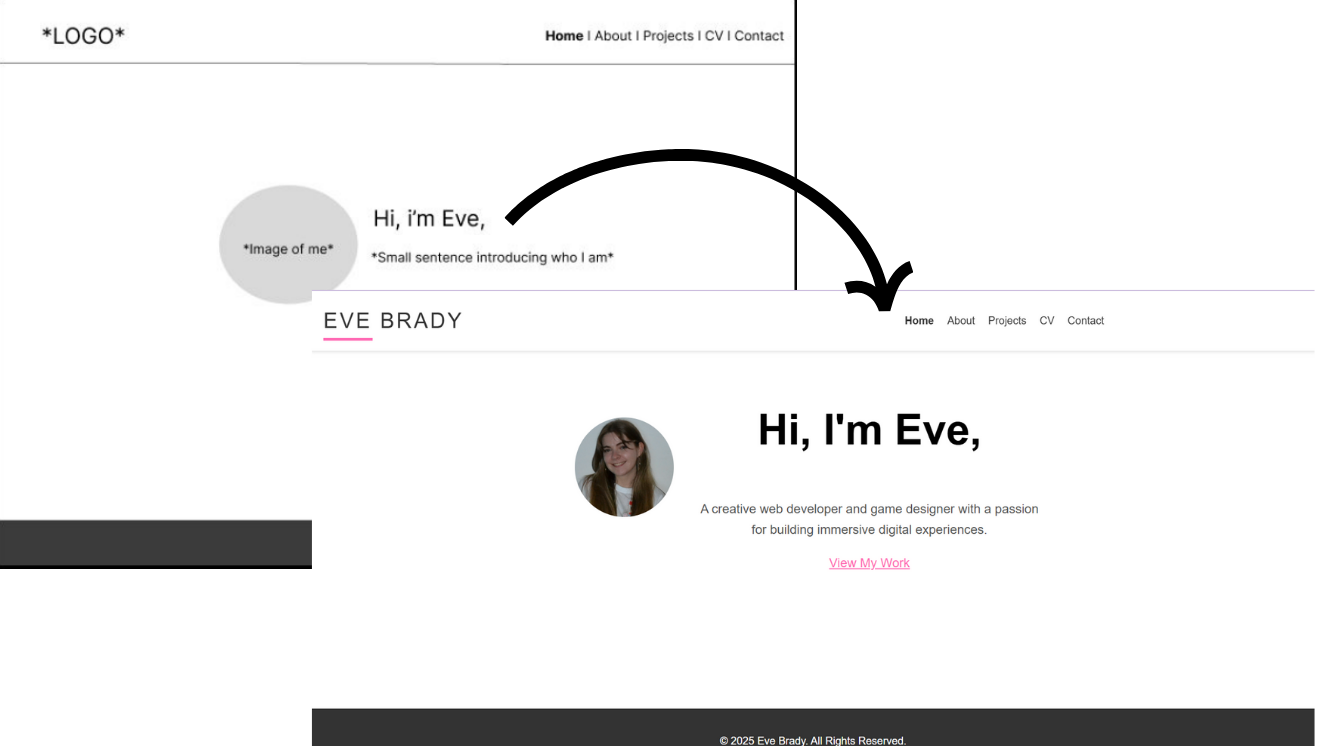 *LOGO*
Home I About I Projects I CV I Contact
*Image of me*
Hi, i'm Eve,
*Small sentence introducing who I am*
EVE BRADY
Home About Projects CV Contact
Hi, I'm Eve,
A creative web developer and game designer with a passion
for building immersive digital experiences.
View My Work
© 2025 Eve Brady. All Rights Reserved.